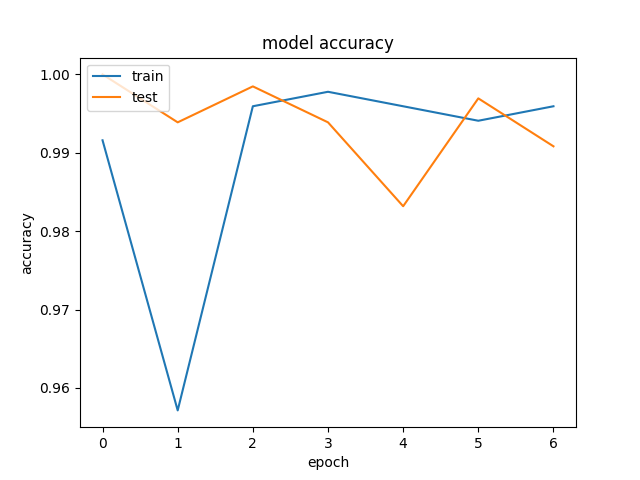 model accuracy
train
test
1.00
0.99
0.98
0.97
0.96
accuracy
0 1 2 3 4 5 6
epoch